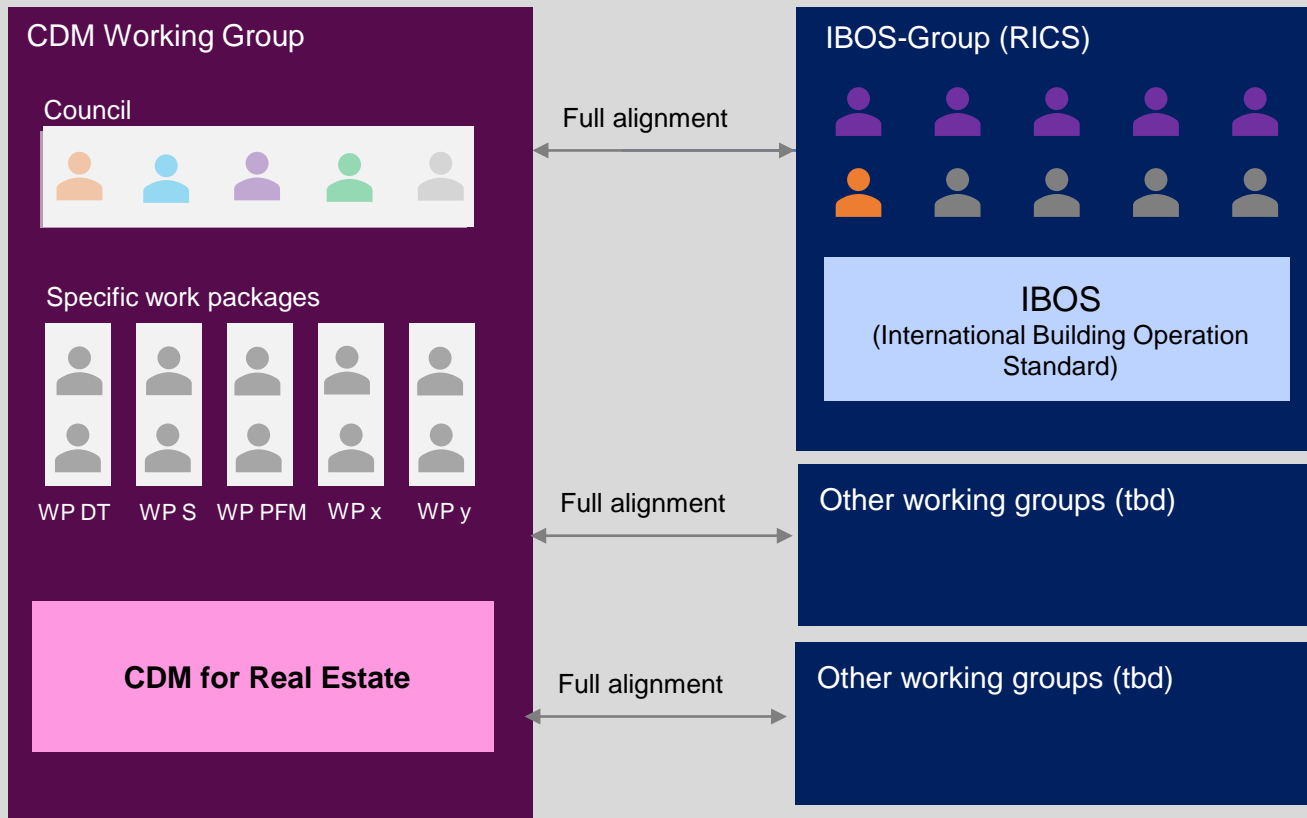 CDM Working Group
Council
Specific work packages
WP DT
WP S
WP PFM
WP x
WP y
CDM for Real Estate
Full alignment
Full alignment
Full alignment
IBOS-Group (RICS)
IBOS
(International Building Operation
Standard)
Other working groups (tbd)
Other working groups (tbd)